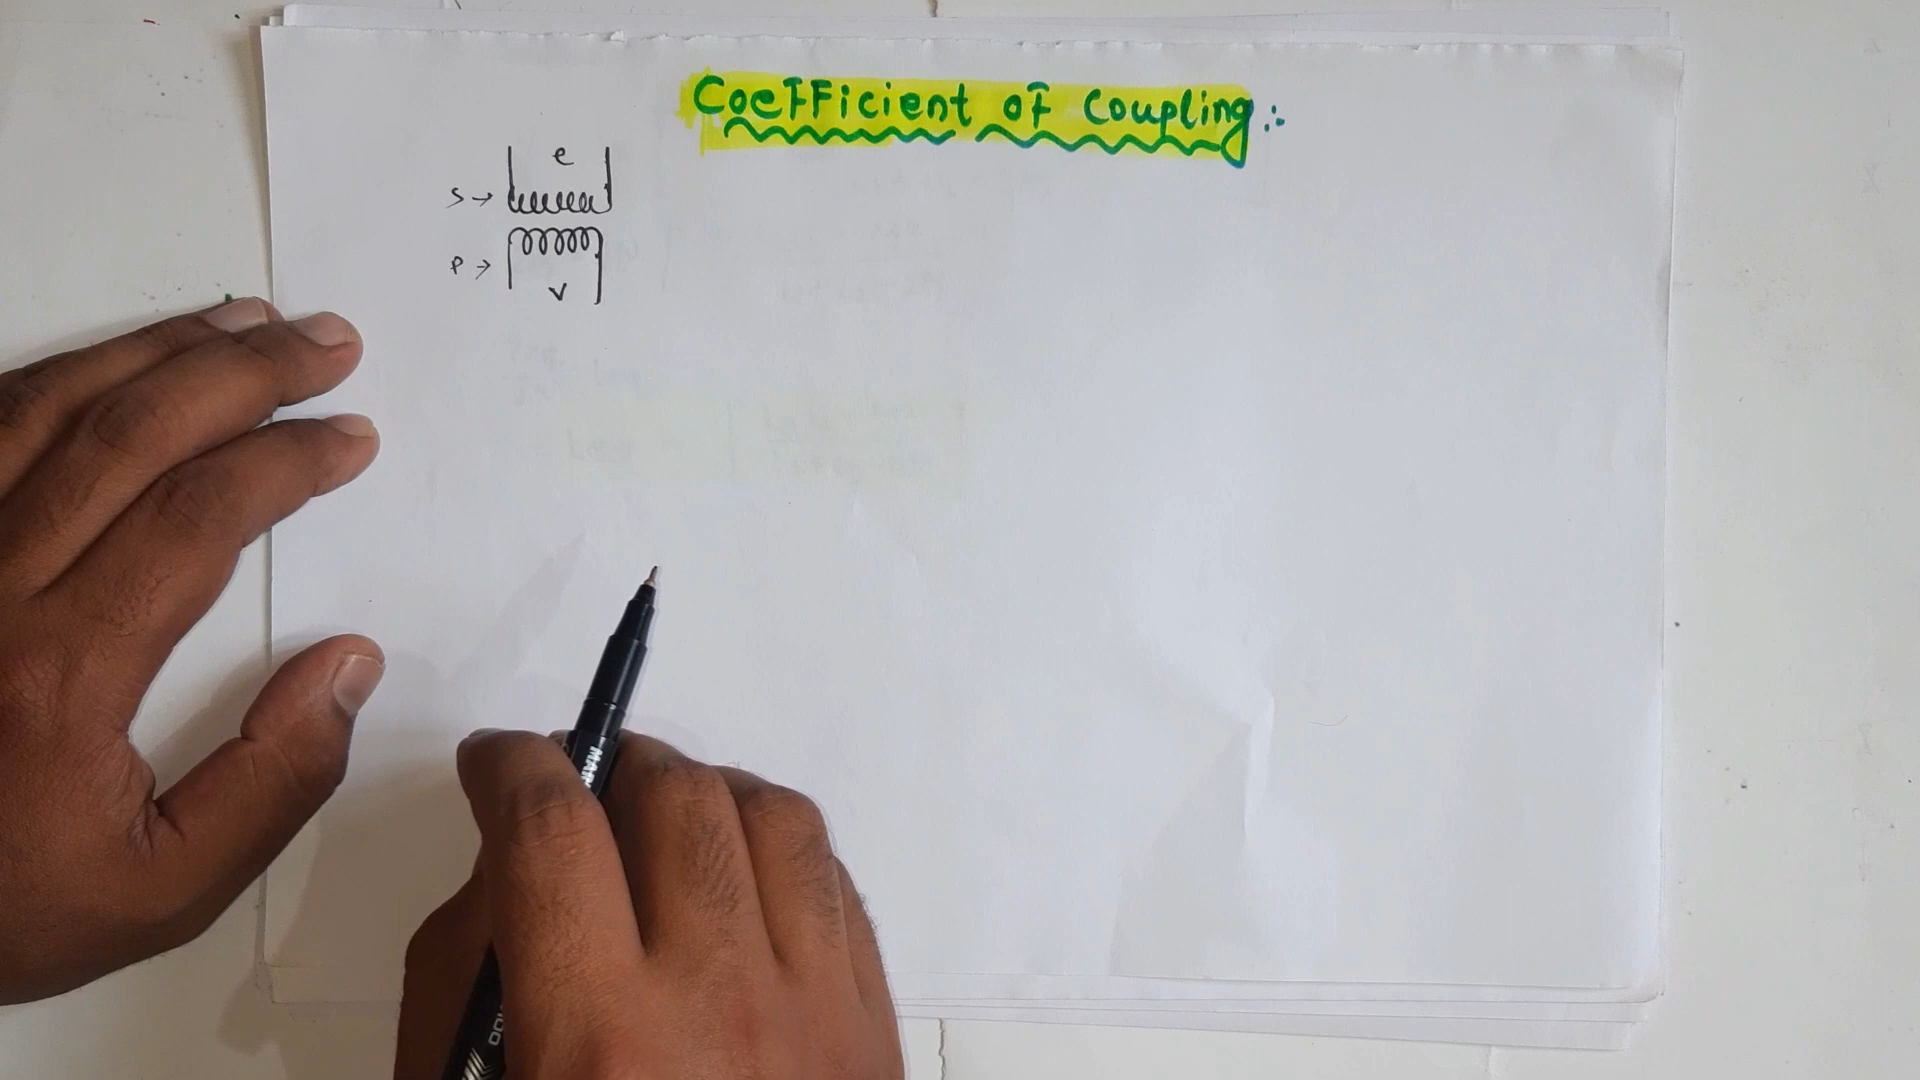 Coefficient of Coupling :-
e
S →
P →
V